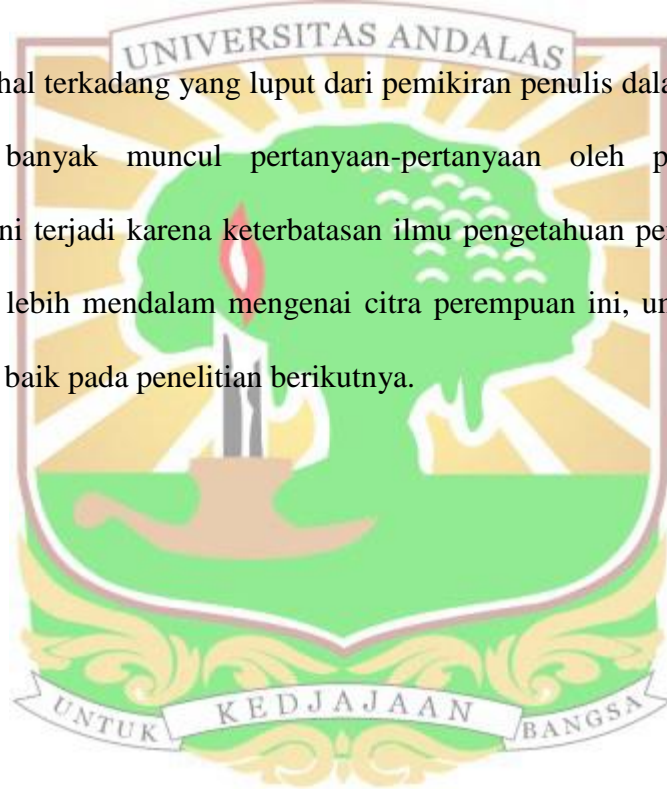 UNIVERSITAS ANDALAS
hal terkadang yang luput dari pemikiran penulis dala
banyak muncul pertanyaan-pertanyaan oleh p
ni terjadi karena keterbatasan ilmu pengetahuan pe
lebih mendalam mengenai citra perempuan ini, u
baik pada penelitian berikutnya.
UNTUK KEDJAJAAN BANGSA